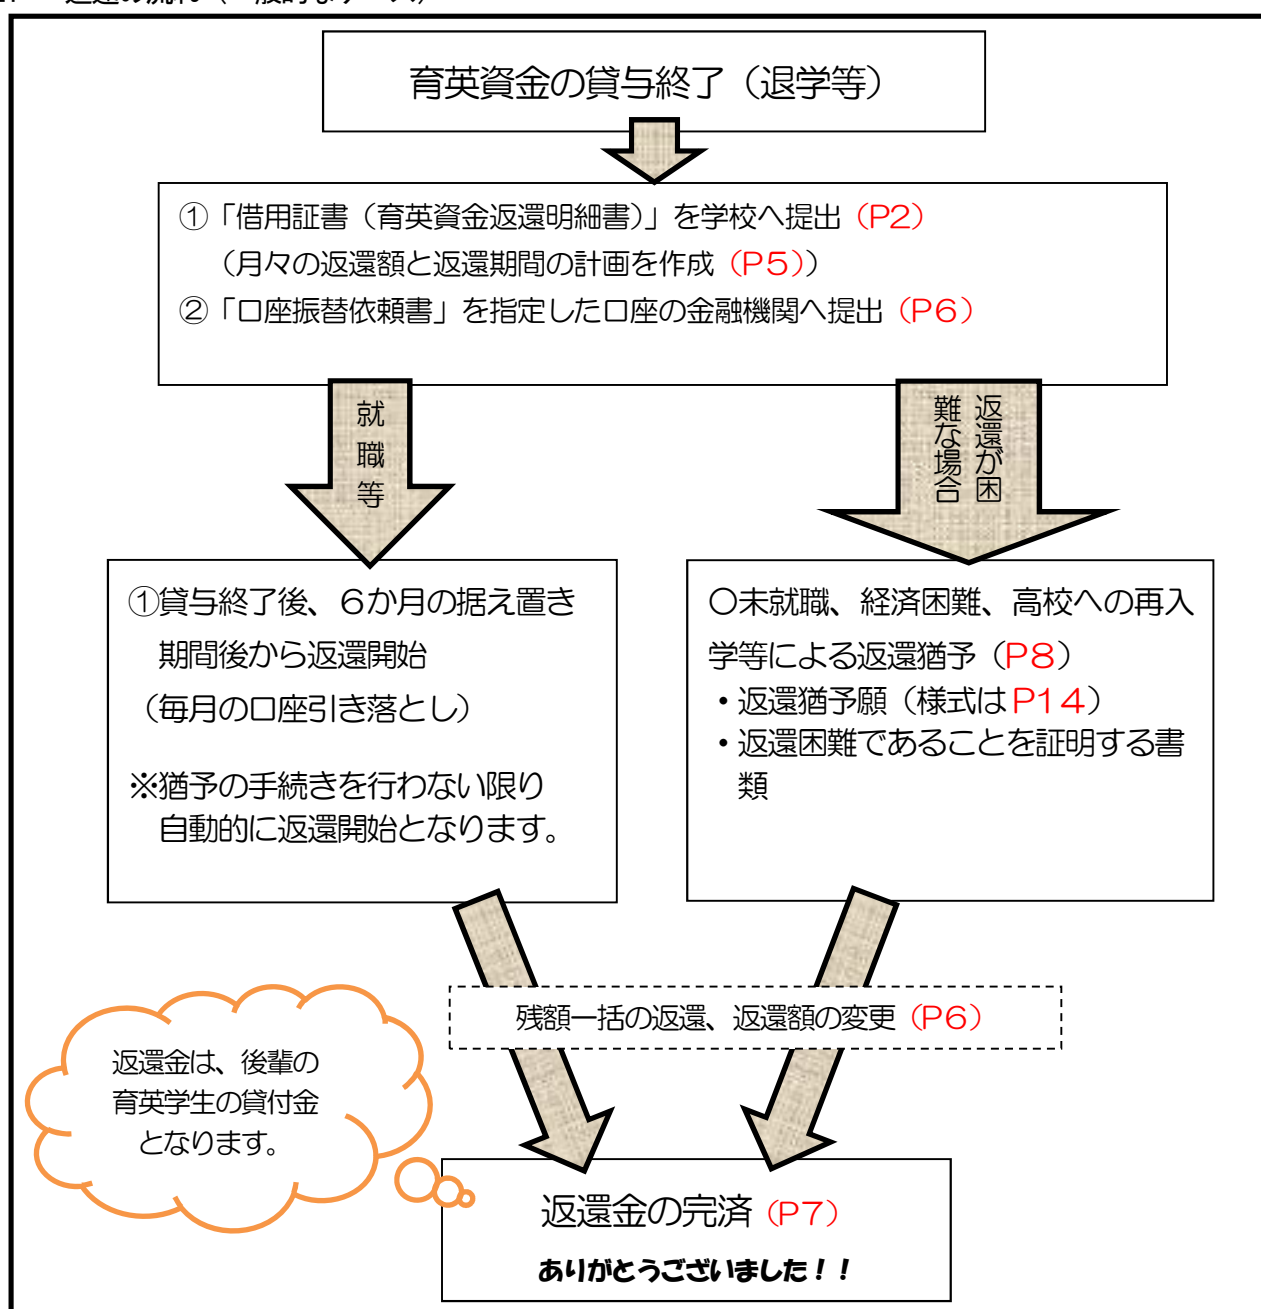 育英資金の貸与終了（退学等）
①「借用証書（育英資金返還明細書）」を学校へ提出（P2）
（月々の返還額と返還期間の計画を作成（P5））
②「口座振替依頼書」を指定した口座の金融機関へ提出（P6）
就職等
返還が困
難な場合
①貸与終了後、６か月の据え置き
期間後から返還開始
（毎月の口座引き落とし）
※猶予の手続きを行わない限り
自動的に返還開始となります。
〇未就職、経済困難、高校への再入
学等による返還猶予（P8）
・返還猶予願（様式はP14）
・返還困難であることを証明する書
類
残額一括の返還、返還額の変更（P6）
返還金は、後輩の
育英学生の貸付金
となります。
返還金の完済（P7）
ありがとうございました！！